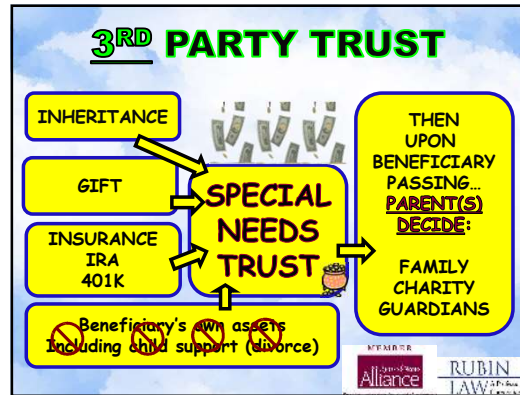 3RD PARTY TRUST
INHERITANCE
GIFT
INSURANCE
IRA
401K
Beneficiary's own assets
Including child support (divorce)
SPECIAL
NEEDS
TRUST
THEN
UPON
BENEFICIARY
PASSING…
PARENT(S)
DECIDE:
FAMILY
CHARITY
GUARDIANS
MEMBER
Alliance
RUBIN
LAW